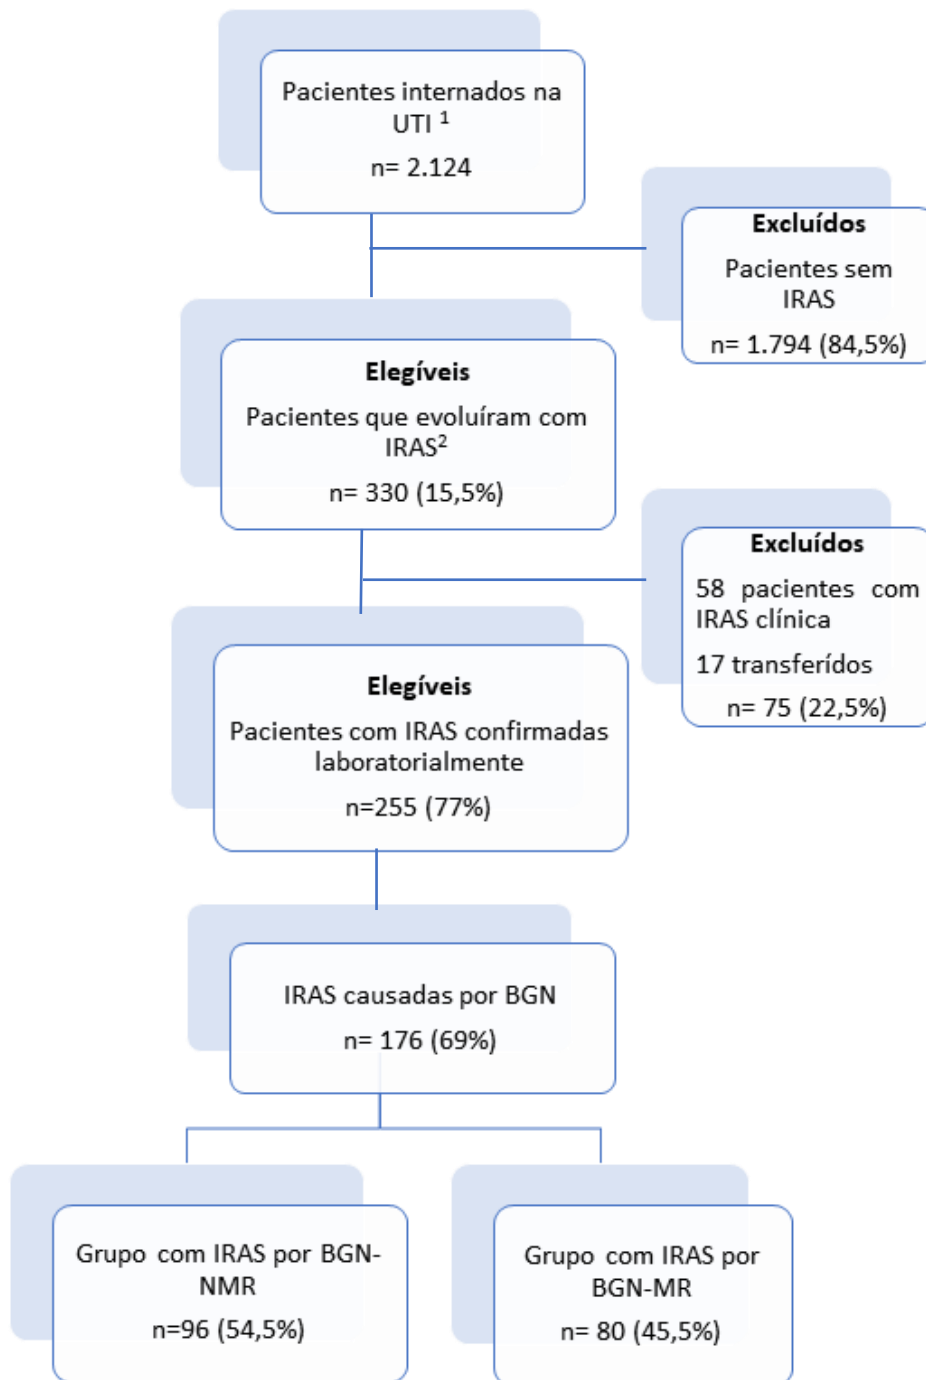 Pacientes internados na
UTI 1
n= 2.124
Excluídos
Pacientes sem
IRAS
n= 1.794 (84,5%)
Elegíveis
Pacientes que evoluíram com
IRAS2
n= 330 (15,5%)
Excluídos
58 pacientes com
IRAS clínica
17 transferídos
n= 75 (22,5%)
Elegíveis
Pacientes com IRAS confirmadas
laboratorialmente
n=255 (77%)
IRAS causadas por BGN
n= 176 (69%)
Grupo com IRAS por BGN-
NMR
n=96 (54,5%)
Grupo com IRAS por
BGN-MR
n= 80 (45,5%)